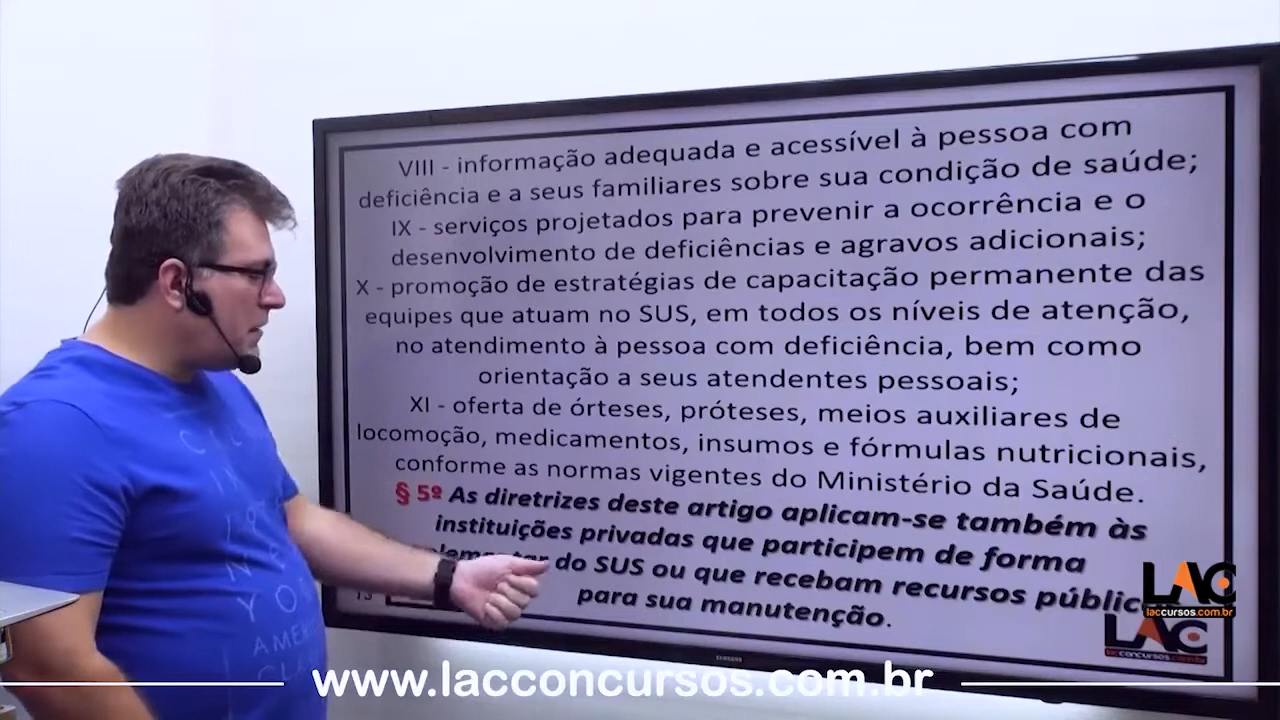 VIII - informação adequada e acessível à pessoa com
deficiência e a seus familiares sobre sua condição de saúde;
IX - serviços projetados para prevenir a ocorrência e o
desenvolvimento de deficiências e agravos adicionais;
X - promoção de estratégias de capacitação permanente das
equipes que atuam no SUS, em todos os níveis de atenção,
no atendimento à pessoa com deficiência, bem como
orientação a seus atendentes pessoais;
XI - oferta de órteses, próteses, meios auxiliares de
locomoção, medicamentos, insumos e fórmulas nutricionais,
conforme as normas vigentes do Ministério da Saúde.
§ 5º As diretrizes deste artigo aplicam-se também às
instituições privadas que participem de forma
do SUS ou que recebam recursos
para sua manutenção.
LAC
laccursos.com.br
LAC
lacconcursos.com.br
SAMSUNG
www.lacconcursos.com.br